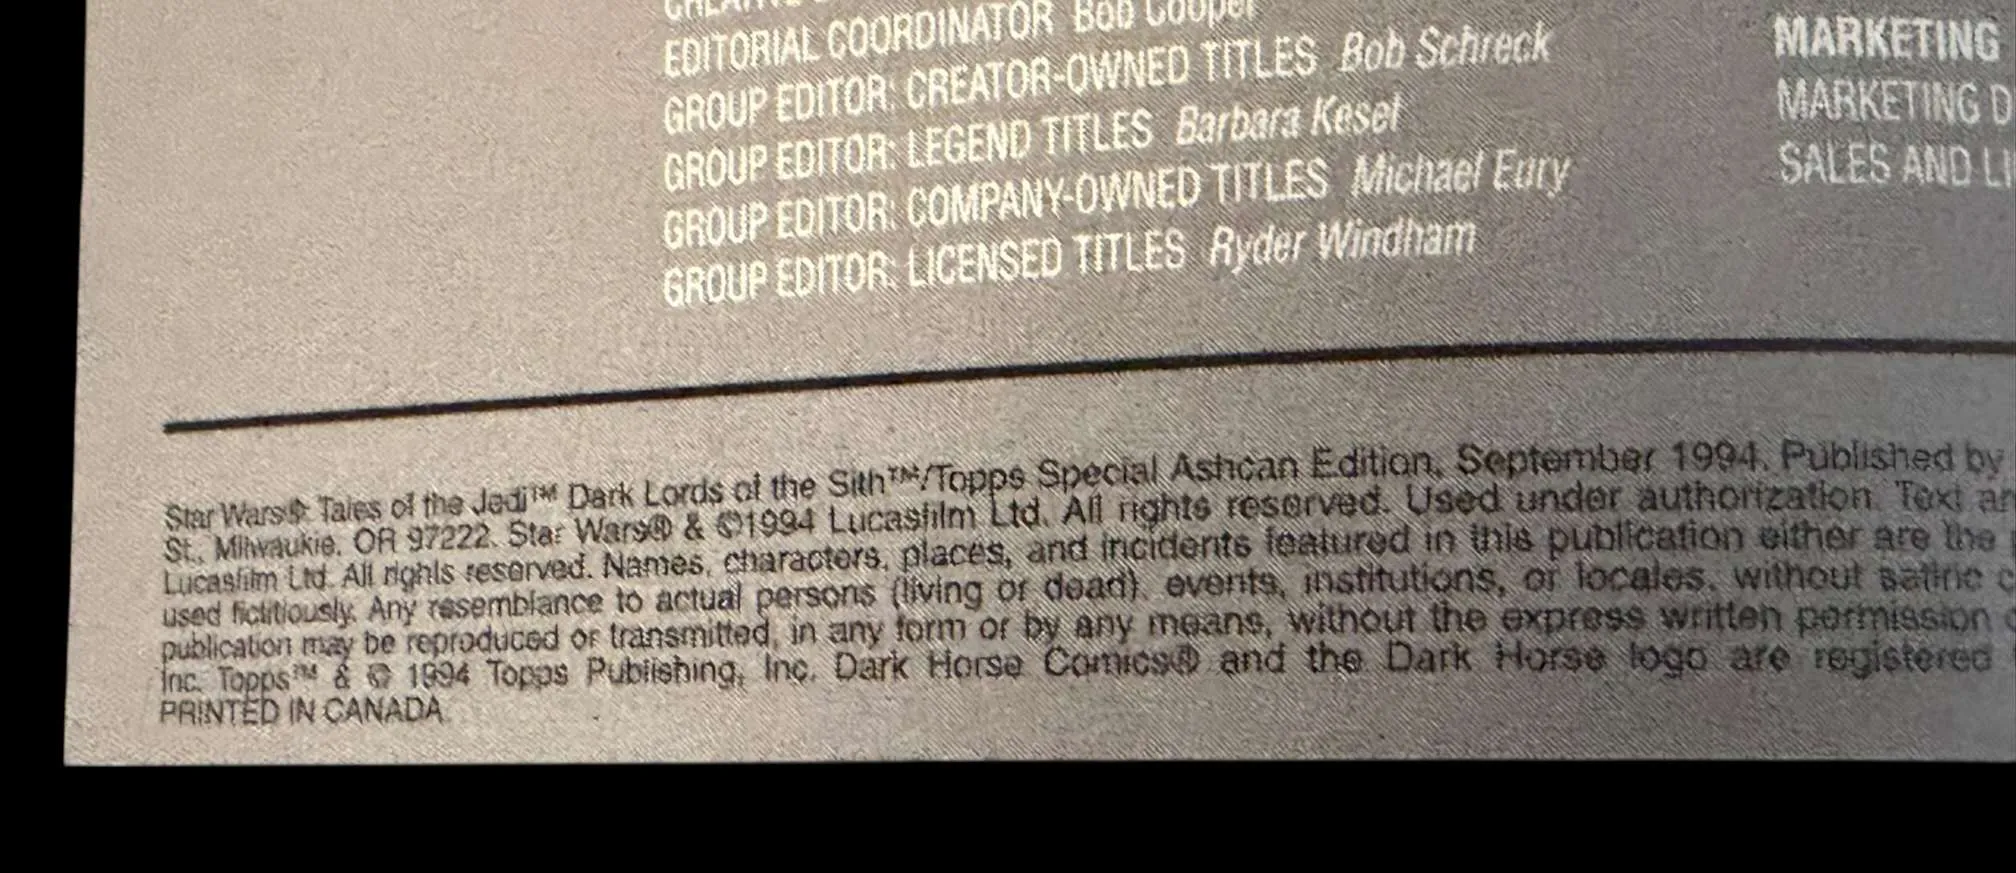 EDITORIAL COORDINATOR Bob Cooper
GROUP EDITOR: CREATOR-OWNED TITLES Bob Schreck
GROUP EDITOR: LEGEND TITLES Barbara Kesel
GROUP EDITOR: COMPANY-OWNED TITLES Michael Eury
GROUP EDITOR: LICENSED TITLES Ryder Windham
MARKETING
MARKETING D
SALES AND LI
Star Wars® Tales of the Jedi™ Dark Lords of the Sith™/Topps Special Ashcan Edition, September 1994. Published by
St., Milwaukie, OR 97222. Star Wars® & ©1994 Lucasfilm Ltd. All rights reserved. Used under authorization. Text
Lucasfilm Ltd. All rights reserved. Names, characters, places, and incidents featured in this publication either are the
used fictitiously. Any resemblance to actual persons (living or dead), events, institutions, or locales, without satiric
publication may be reproduced or transmitted, in any form or by any means, without the express written permission
Inc. Topps™ & © 1994 Topps Publishing, Inc. Dark Horse Comics® and the Dark Horse logo are registered
PRINTED IN CANADA.